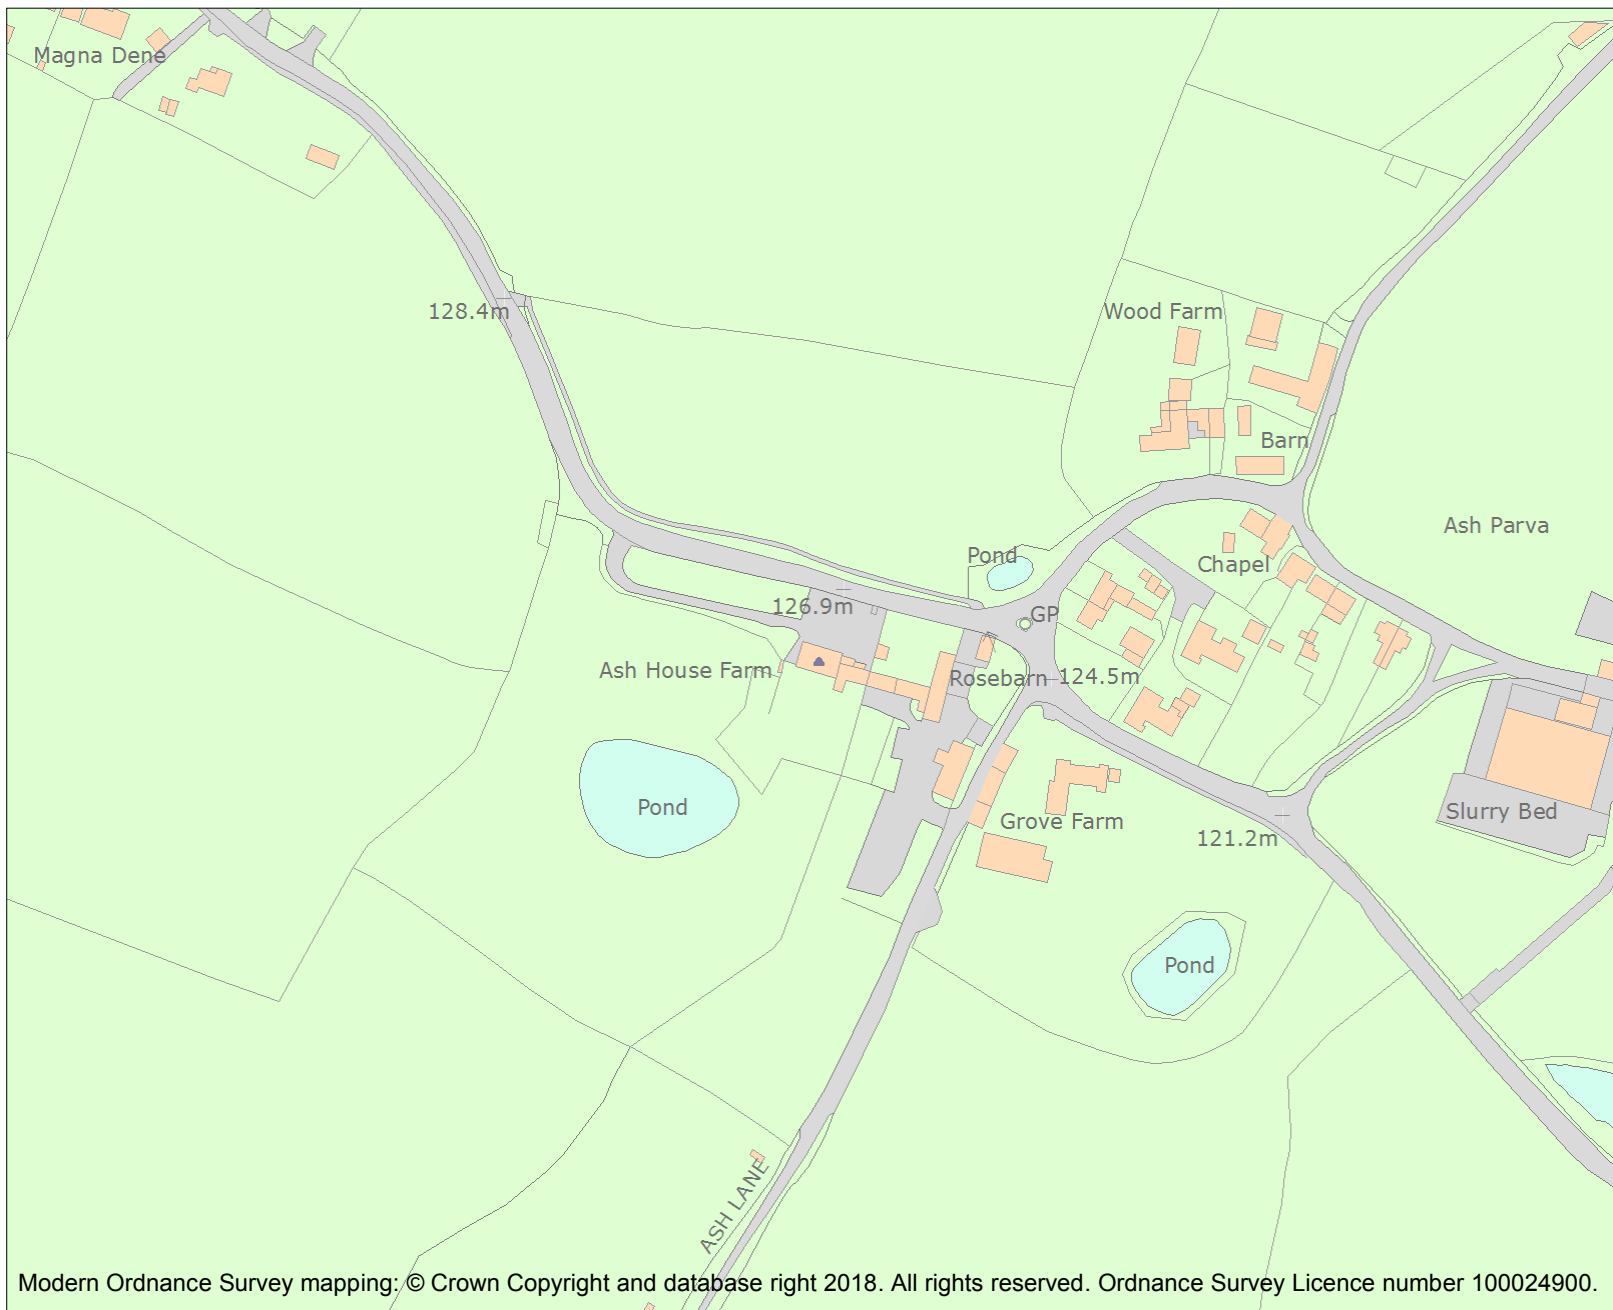 Magna Dene
128.4m
Wood Farm
Barn
Ash Parva
Pond
Chapel
126.9m
GP
Ash House Farm
Rosebarn
124.5m
Pond
Grove Farm
Slurry Bed
121.2m
Pond
ASH LANE
Modern Ordnance Survey mapping: © Crown Copyright and database right 2018. All rights reserved. Ordnance Survey Licence number 100024900.